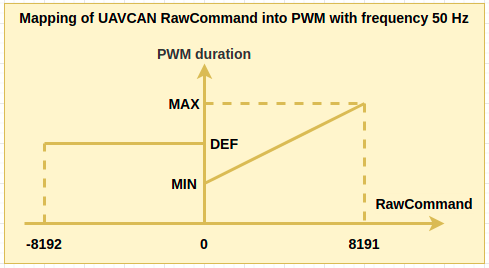 Mapping of UAVCAN RawCommand into PWM with frequency 50 Hz
PWM duration
MAX
DEF
MIN
RawCommand
-8192
0
8191